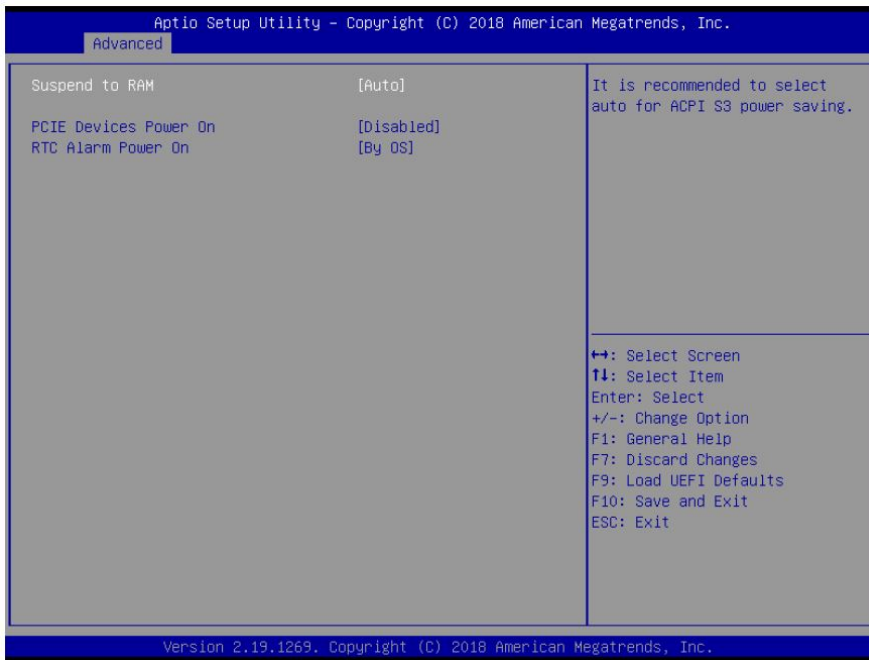 Aptio Setup Utility – Copyright (C) 2018 American Megatrends, Inc.
Advanced
Suspend to RAM [Auto]
PCIE Devices Power On [Disabled]
RTC Alarm Power On [By OS]
It is recommended to select
auto for ACPI S3 power saving.
↔: Select Screen
↑↓: Select Item
Enter: Select
+/-: Change Option
F1: General Help
F7: Discard Changes
F9: Load UEFI Defaults
F10: Save and Exit
ESC: Exit
Version 2.19.1269. Copyright (C) 2018 American Megatrends, Inc.